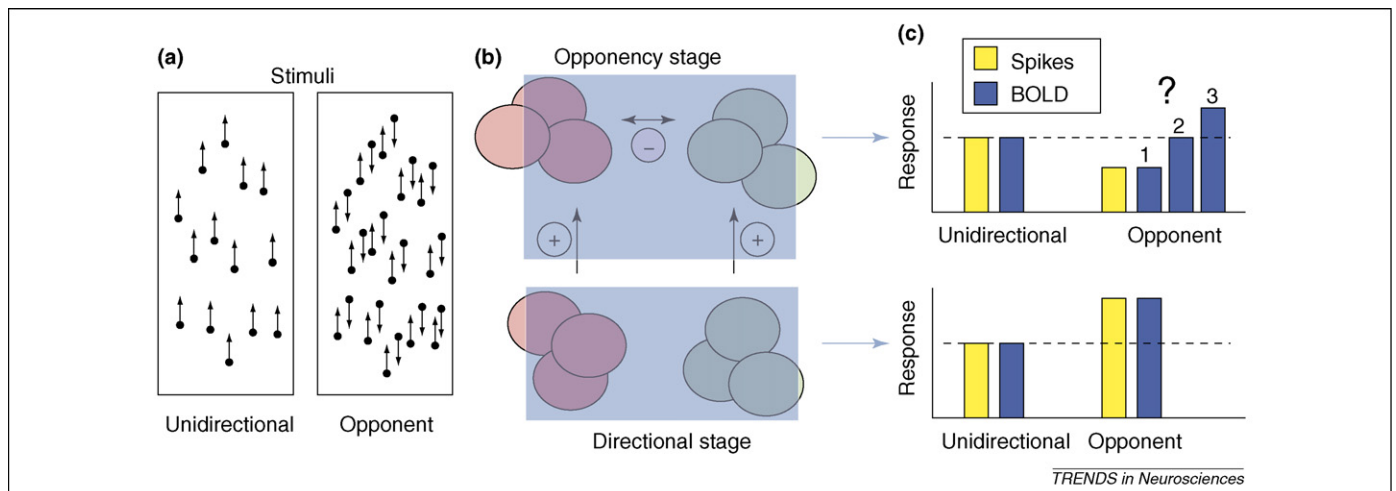 (a)
Stimuli
Unidirectional
Opponent
(b)
Opponency stage
−
+
+
Directional stage
(c)
Spikes
BOLD
Response
?
1
2
3
Unidirectional
Opponent
Response
Unidirectional
Opponent
TRENDS in Neurosciences